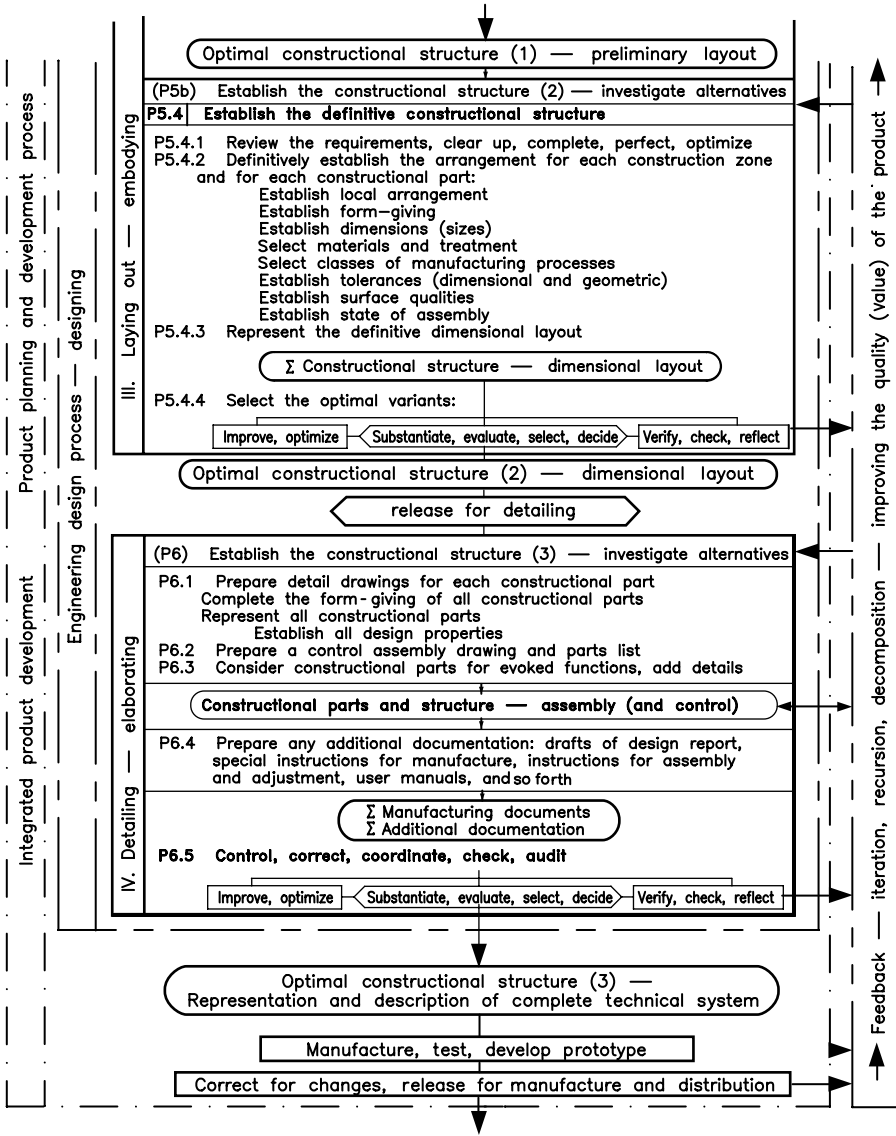 Optimal constructional structure (1) — preliminary layout
(P5b) Establish the constructional structure (2) — investigate alternatives
P5.4 Establish the definitive constructional structure
P5.4.1 Review the requirements, clear up, complete, perfect, optimize
P5.4.2 Definitively establish the arrangement for each construction zone
and for each constructional part:
Establish local arrangement
Establish form—giving
Establish dimensions (sizes)
Select materials and treatment
Select classes of manufacturing processes
Establish tolerances (dimensional and geometric)
Establish surface qualities
Establish state of assembly
P5.4.3 Represent the definitive dimensional layout
Σ Constructional structure — dimensional layout
P5.4.4 Select the optimal variants:
Improve, optimize Substantiate, evaluate, select, decide Verify, check, reflect
III. Laying out — embodying
Optimal constructional structure (2) — dimensional layout
release for detailing
(P6) Establish the constructional structure (3) — investigate alternatives
P6.1 Prepare detail drawings for each constructional part
Complete the form-giving of all constructional parts
Represent all constructional parts
Establish all design properties
P6.2 Prepare a control assembly drawing and parts list
P6.3 Consider constructional parts for evoked functions, add details
Constructional parts and structure — assembly (and control)
P6.4 Prepare any additional documentation: drafts of design report,
special instructions for manufacture, instructions for assembly
and adjustment, user manuals, and so forth
Σ Manufacturing documents
Σ Additional documentation
P6.5 Control, correct, coordinate, check, audit
Improve, optimize Substantiate, evaluate, select, decide Verify, check, reflect
IV. Detailing — elaborating
Optimal constructional structure (3) —
Representation and description of complete technical system
Manufacture, test, develop prototype
Correct for changes, release for manufacture and distribution
Integrated product development
Product planning and development process
Engineering design process — designing
Feedback — iteration, recursion, decomposition — improving the quality (value) of the product